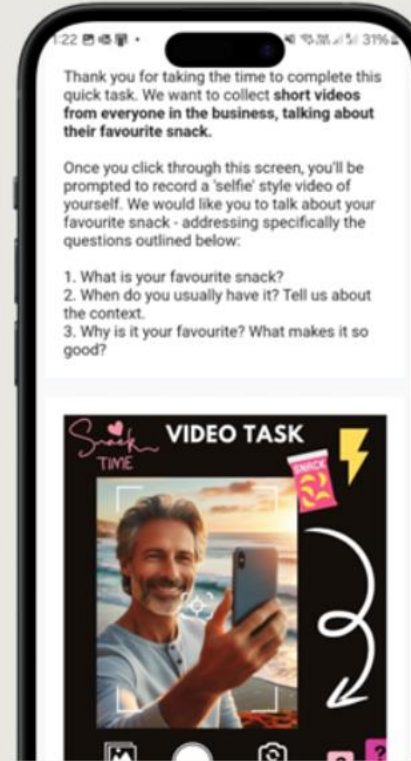 1:22 31%
Thank you for taking the time to complete this
quick task. We want to collect short videos
from everyone in the business, talking about
their favourite snack.
Once you click through this screen, you'll be
prompted to record a 'selfie' style video of
yourself. We would like you to talk about your
favourite snack - addressing specifically the
questions outlined below:
1. What is your favourite snack?
2. When do you usually have it? Tell us about
the context.
3. Why is it your favourite? What makes it so
good?
Snack
TIME
VIDEO TASK
SNACK
?
?